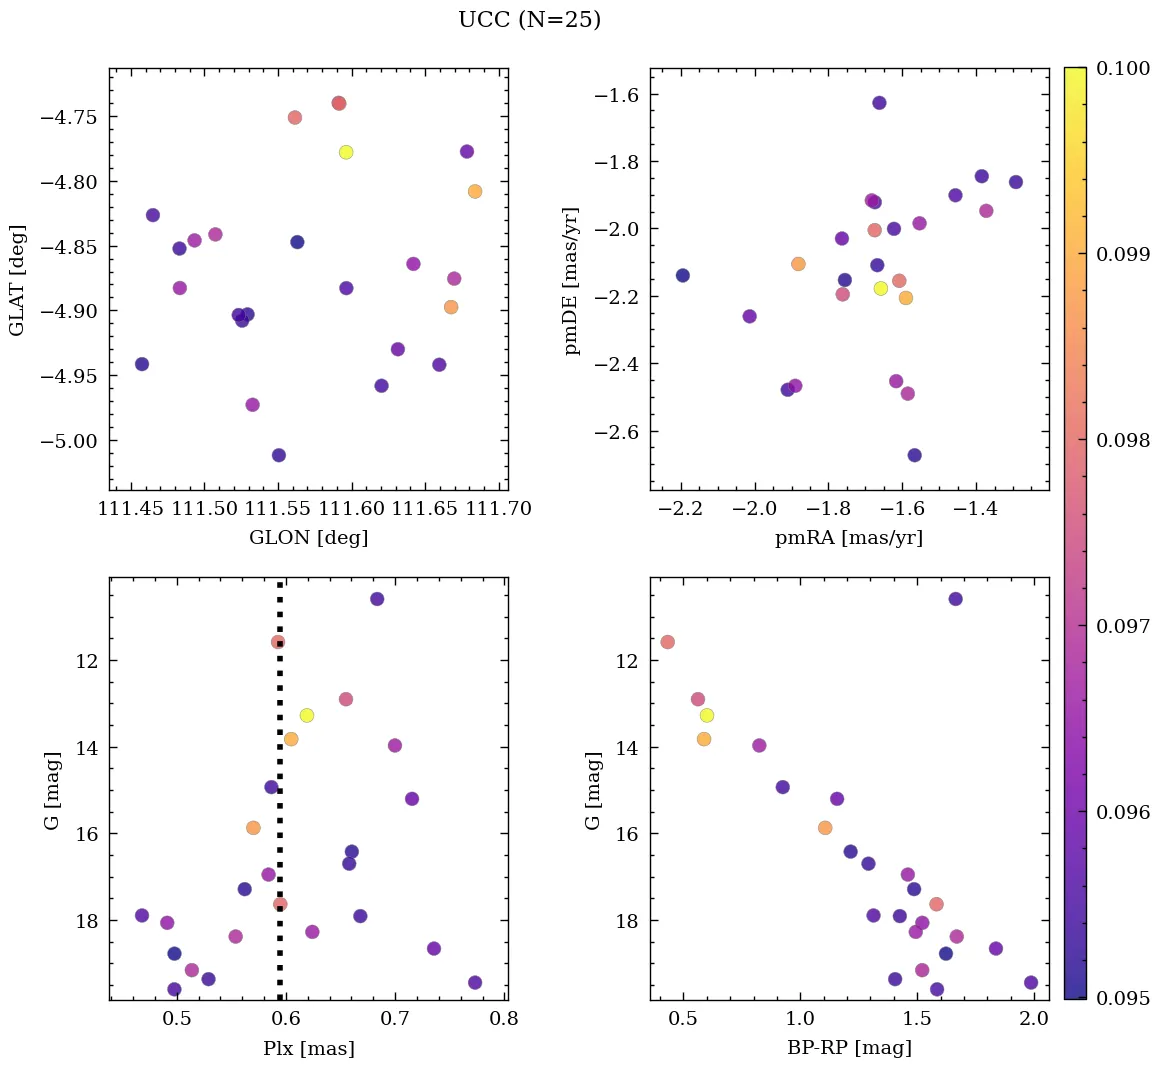 UCC (N=25)
−4.75
−4.80
−4.85
−4.90
−4.95
−5.00
GLAT [deg]
111.45 111.50 111.55 111.60 111.65 111.70
GLON [deg]
−1.6
−1.8
−2.0
−2.2
−2.4
−2.6
pmDE [mas/yr]
−2.2 −2.0 −1.8 −1.6 −1.4
pmRA [mas/yr]
0.100
0.099
0.098
0.097
0.096
0.095
12
14
16
18
G [mag]
0.5 0.6 0.7 0.8
Plx [mas]
12
14
16
18
G [mag]
0.5 1.0 1.5 2.0
BP-RP [mag]